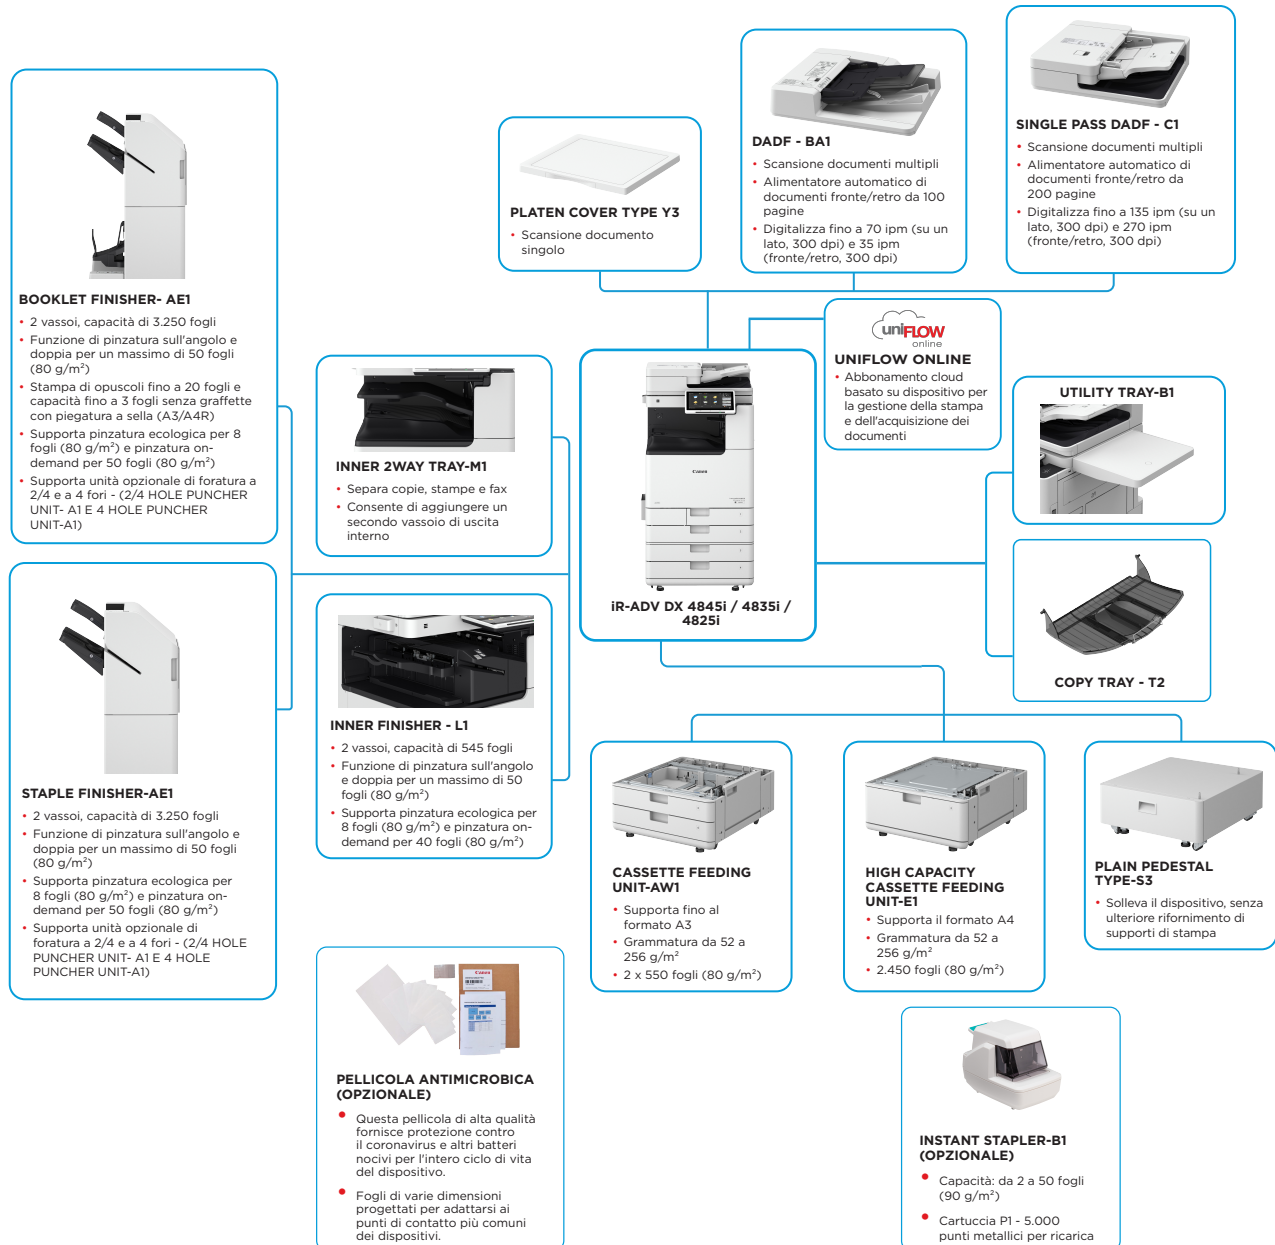 BOOKLET FINISHER- AE1
• 2 vassoi, capacità di 3.250 fogli
• Funzione di pinzatura sull'angolo e
doppia per un massimo di 50 fogli
(80 g/m²)
• Stampa di opuscoli fino a 20 fogli e
capacità fino a 3 fogli senza graffette
con piegatura a sella (A3/A4R)
• Supporta pinzatura ecologica per 8
fogli (80 g/m²) e pinzatura on-
demand per 50 fogli (80 g/m²)
• Supporta unità opzionale di foratura a
2/4 e a 4 fori - (2/4 HOLE PUNCHER
UNIT- A1 E 4 HOLE PUNCHER
UNIT-A1)
STAPLE FINISHER-AE1
• 2 vassoi, capacità di 3.250 fogli
• Funzione di pinzatura sull'angolo e
doppia per un massimo di 50 fogli
(80 g/m²)
• Supporta pinzatura ecologica per
8 fogli (80 g/m²) e pinzatura on-
demand per 50 fogli (80 g/m²)
• Supporta unità opzionale di
foratura a 2/4 e a 4 fori - (2/4 HOLE
PUNCHER UNIT- A1 E 4 HOLE
PUNCHER UNIT-A1)
INNER 2WAY TRAY-M1
• Separa copie, stampe e fax
• Consente di aggiungere un
secondo vassoio di uscita
interno
INNER FINISHER - L1
• 2 vassoi, capacità di 545 fogli
• Funzione di pinzatura sull'angolo
e doppia per un massimo di 50
fogli (80 g/m²)
• Supporta pinzatura ecologica per
8 fogli (80 g/m²) e pinzatura on-
demand per 40 fogli (80 g/m²)
PLATEN COVER TYPE Y3
• Scansione documento
singolo
DADF - BA1
• Scansione documenti multipli
• Alimentatore automatico di
documenti fronte/retro da 100
pagine
• Digitalizza fino a 70 ipm (su un
lato, 300 dpi) e 35 ipm
(fronte/retro, 300 dpi)
SINGLE PASS DADF - C1
• Scansione documenti multipli
• Alimentatore automatico di
documenti fronte/retro da
200 pagine
• Digitalizza fino a 135 ipm (su un
lato, 300 dpi) e 270 ipm
(fronte/retro, 300 dpi)
uniFLOW
online
UNIFLOW ONLINE
• Abbonamento cloud
basato su dispositivo per
la gestione della stampa
e dell'acquisizione dei
documenti
Canon
iR-ADV DX 4845i / 4835i /
4825i
UTILITY TRAY-B1
COPY TRAY - T2
CASSETTE FEEDING
UNIT-AW1
• Supporta fino al
formato A3
• Grammatura da 52 a
256 g/m²
• 2 x 550 fogli (80 g/m²)
HIGH CAPACITY
CASSETTE FEEDING
UNIT-E1
• Supporta il formato A4
• Grammatura da 52 a
256 g/m²
• 2.450 fogli (80 g/m²)
PLAIN PEDESTAL
TYPE-S3
• Solleva il dispositivo, senza
ulteriore rifornimento di
supporti di stampa
Canon
PELLICOLA ANTIMICROBICA
(OPZIONALE)
• Questa pellicola di alta qualità
fornisce protezione contro
il coronavirus e altri batteri
nocivi per l'intero ciclo di vita
del dispositivo.
• Fogli di varie dimensioni
progettati per adattarsi ai
punti di contatto più comuni
dei dispositivi.
INSTANT STAPLER-B1
(OPZIONALE)
• Capacità: da 2 a 50 fogli
(90 g/m²)
• Cartuccia P1 - 5.000
punti metallici per ricarica